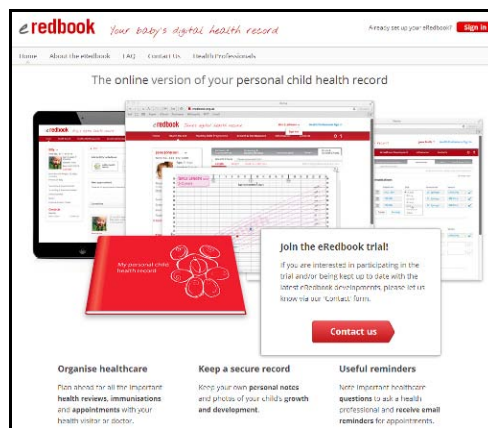 eredbook Your baby's digital health record
Already set up your eRedbook? Sign in
Home About the eRedbook FAQ Contact Us Health Professionals
The online version of your personal child health record
My personal child
health record
Join the eRedbook trial!
If you are interested in participating in the
trial and/or being kept up to date with the
latest eRedbook developments, please let us
know via our 'Contact' form.
Contact us
Organise healthcare
Plan ahead for all the important
health reviews, immunisations
and appointments with your
health visitor or doctor.
Keep a secure record
Keep your own personal notes
and photos of your child's growth
and development.
Useful reminders
Note important healthcare
questions to ask a health
professional and receive email
reminders for appointments.